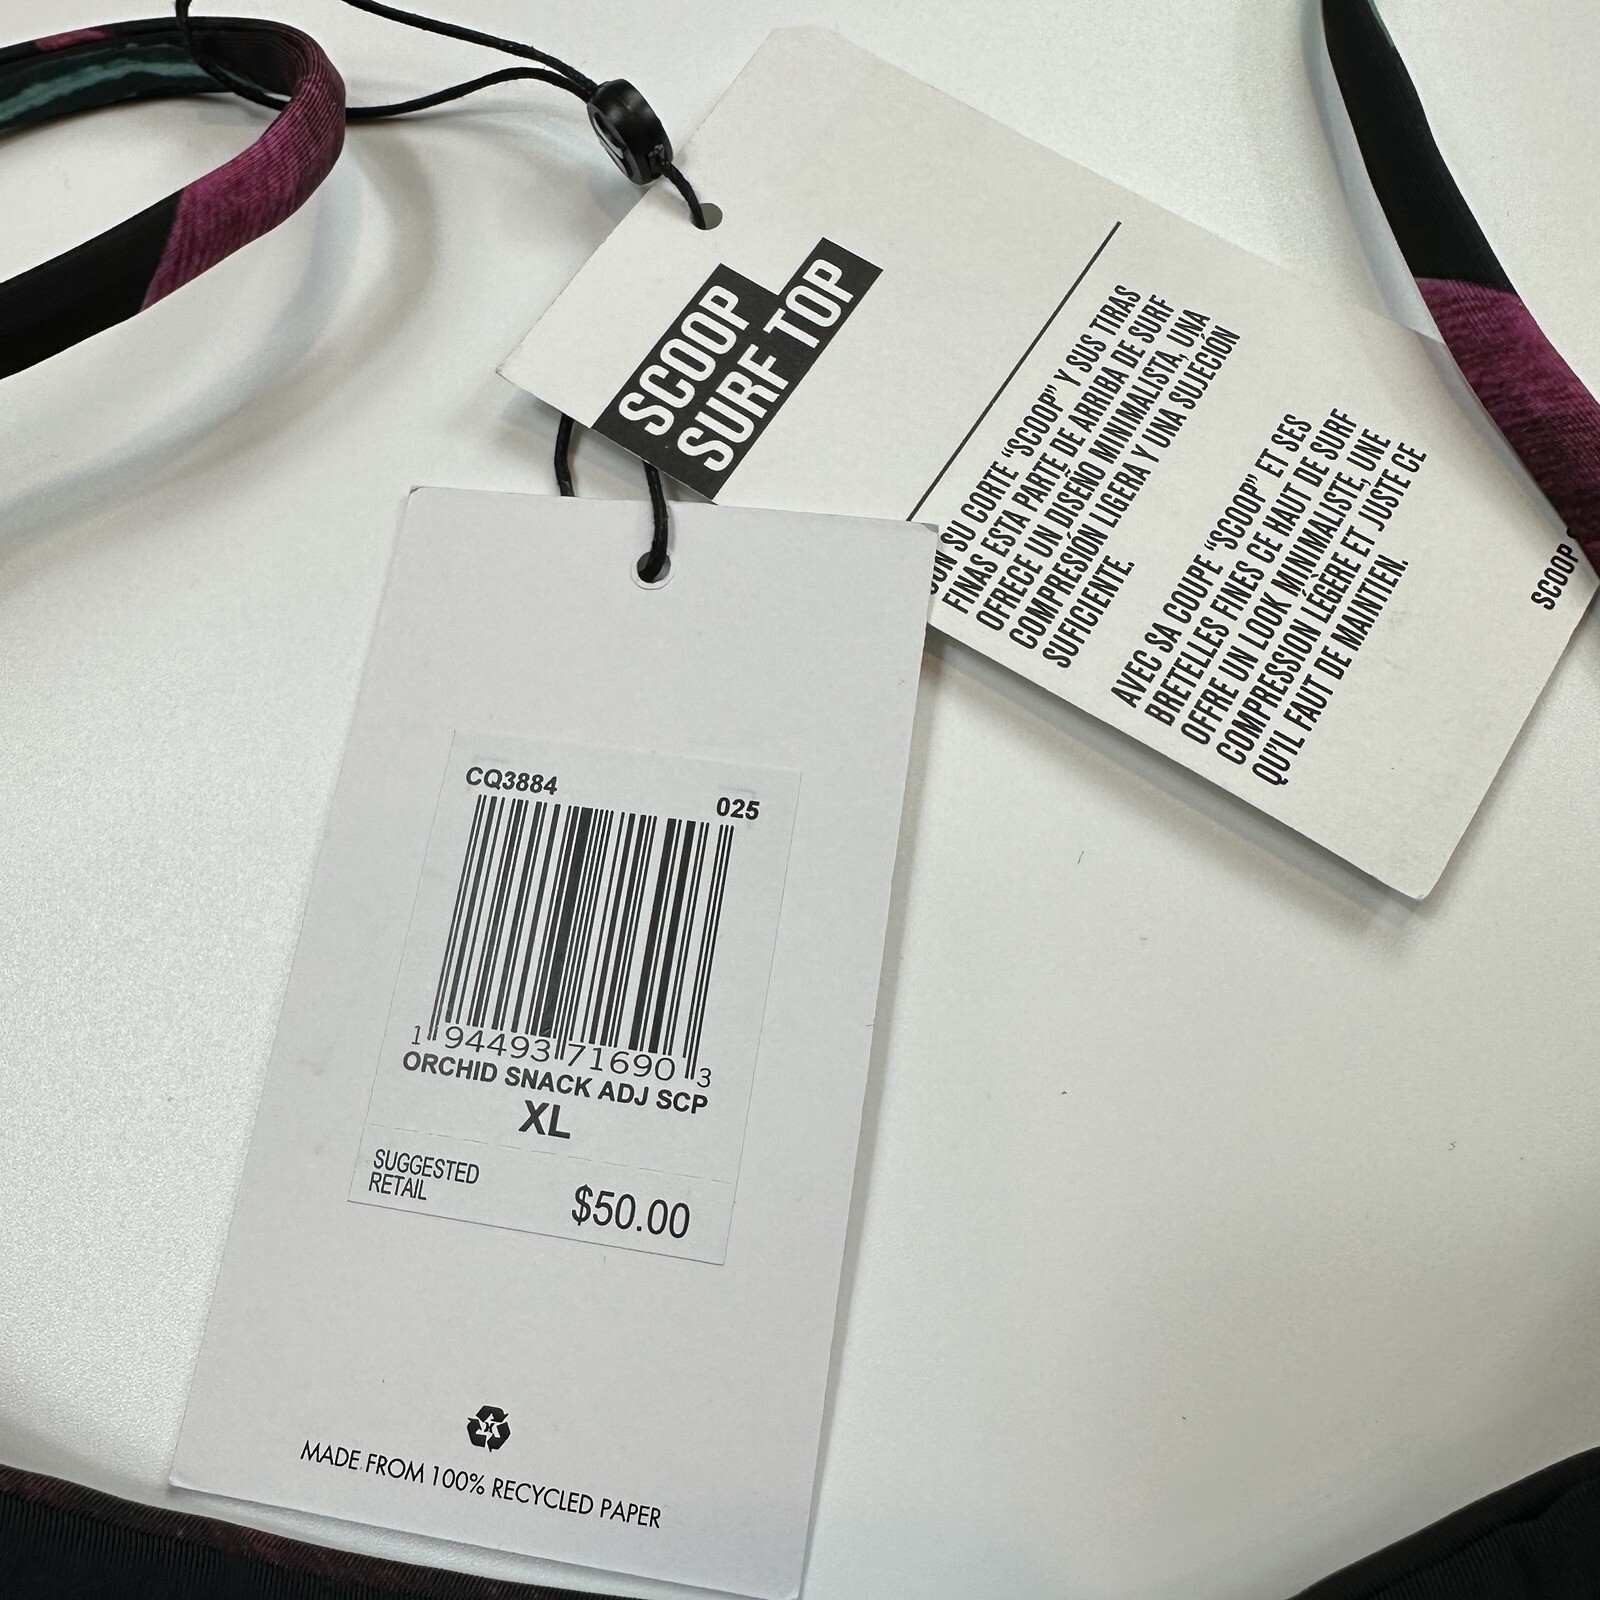 SCOOP
SURF TOP
CON SU CORTE “SCOOP” Y SUS TIRAS
FINAS ESTA PARTE DE ARRIBA DE SURF
OFRECE UN DISEÑO MINIMALISTA, UNA
COMPRESIÓN LIGERA Y UNA SUJECIÓN
SUFICIENTE.
AVEC SA COUPE “SCOOP” ET SES
BRETELLES FINES CE HAUT DE SURF
OFFRE UN LOOK MINIMALISTE, UNE
COMPRESSION LÉGÈRE ET JUSTE CE
QU'IL FAUT DE MAINTIEN.
SCOOP
CQ3884
025
1 94493 71690 3
ORCHID SNACK ADJ SCP
XL
SUGGESTED
RETAIL
$50.00
MADE FROM 100% RECYCLED PAPER